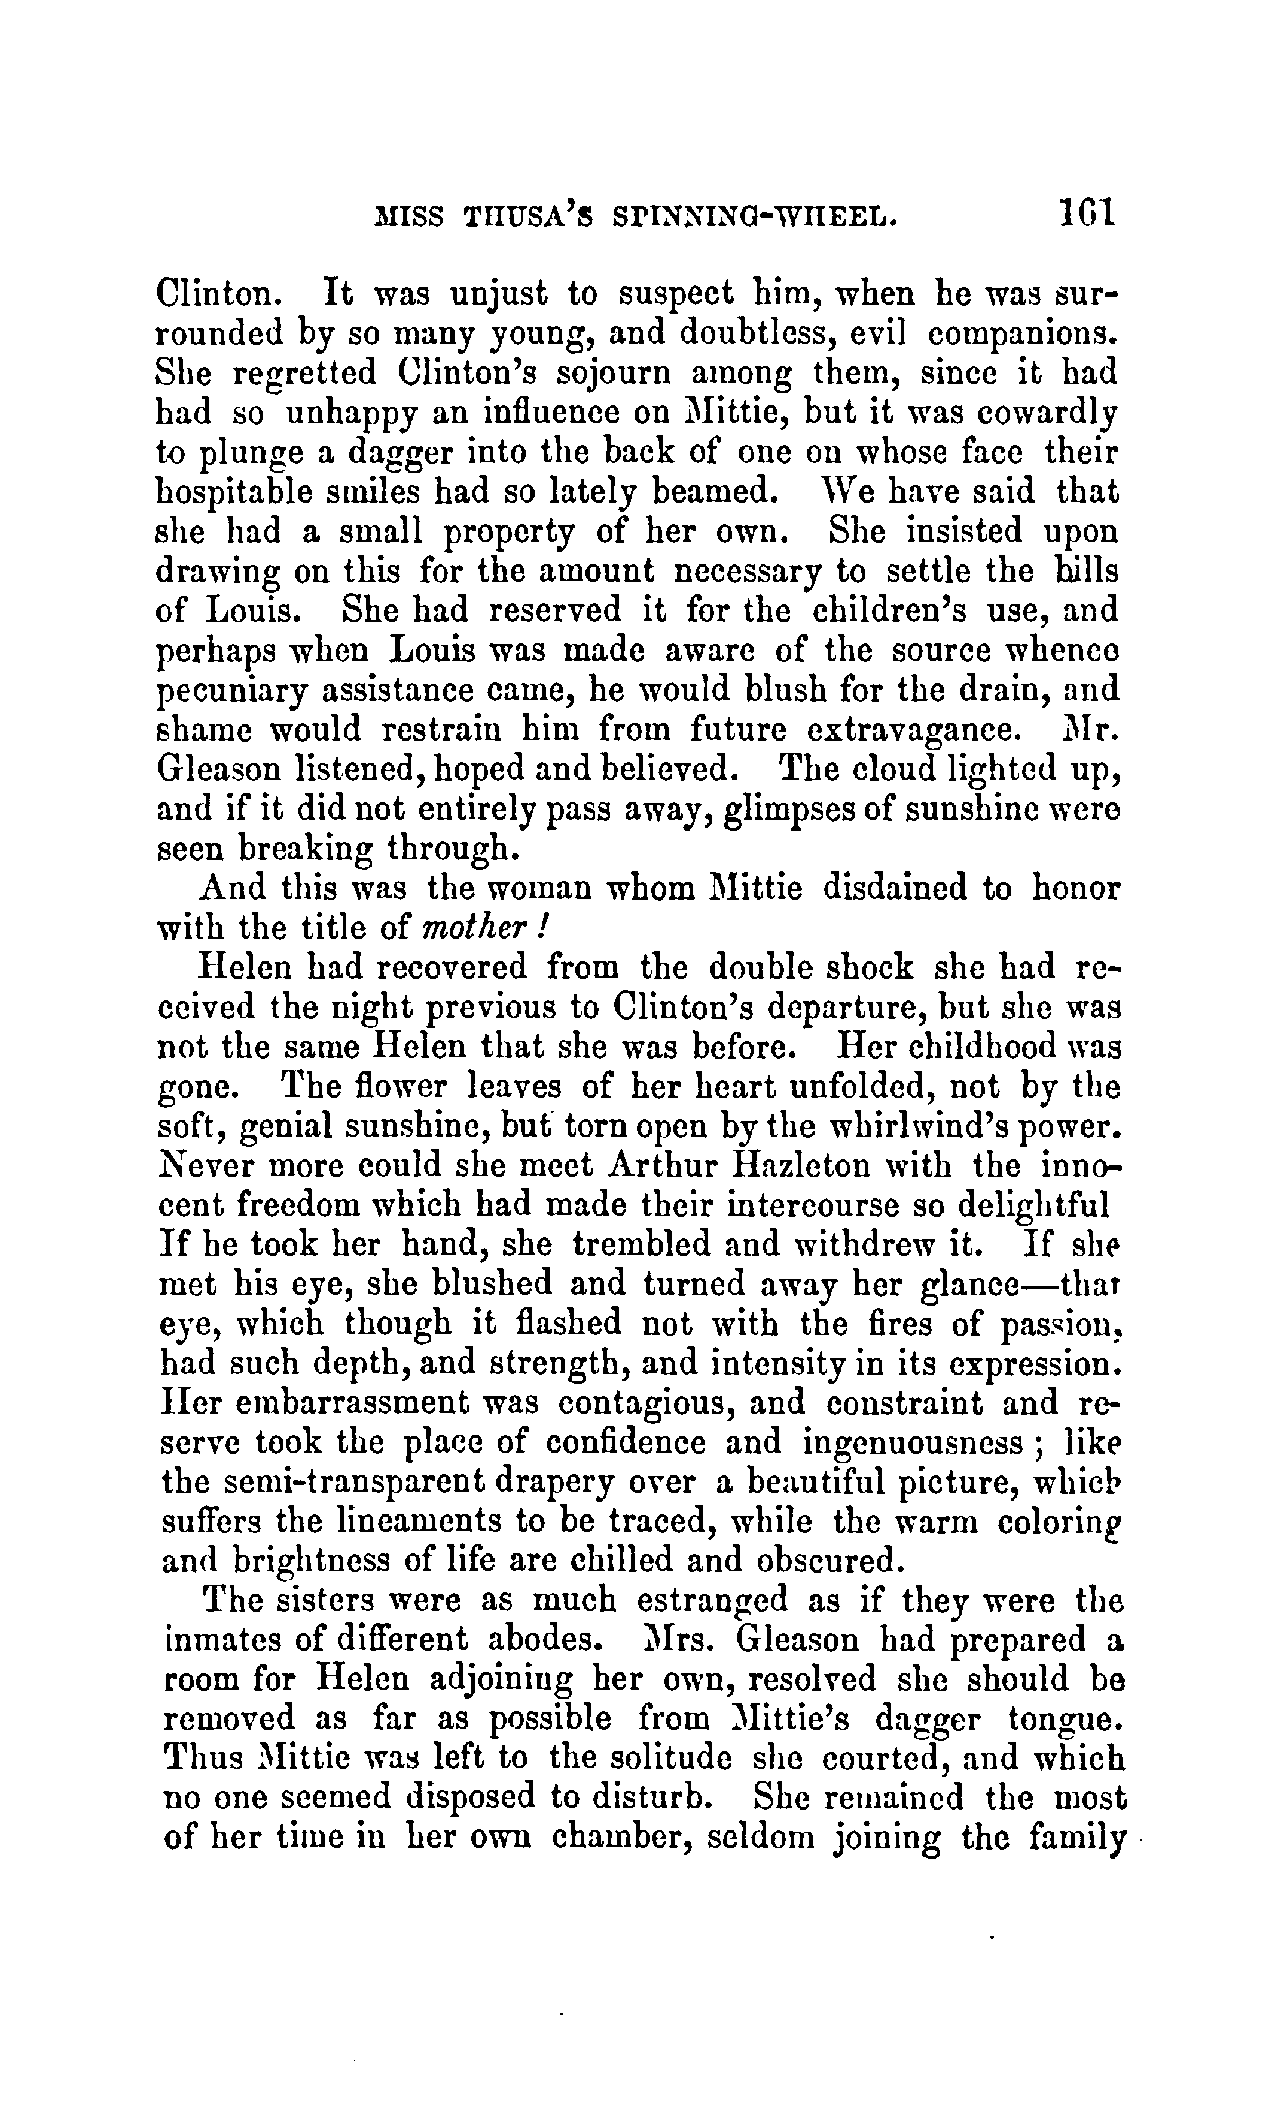 MISS THUSA'S SPINNING-WHEEL. 161
Clinton. It was unjust to suspect him, when he was sur-
rounded by so many young, and doubtless, evil companions.
She regretted Clinton's sojourn among them, since it had
had so unhappy an influence on Mittie, but it was cowardly
to plunge a dagger into the back of one on whose face their
hospitable smiles had so lately beamed. We have said that
she had a small property of her own. She insisted upon
drawing on this for the amount necessary to settle the bills
of Louis. She had reserved it for the children's use, and
perhaps when Louis was made aware of the source whence
pecuniary assistance came, he would blush for the drain, and
shame would restrain him from future extravagance. Mr.
Gleason listened, hoped and believed. The cloud lighted up,
and if it did not entirely pass away, glimpses of sunshine were
seen breaking through.
And this was the woman whom Mittie disdained to honor
with the title of mother !
Helen had recovered from the double shock she had re-
ceived the night previous to Clinton's departure, but she was
not the same Helen that she was before. Her childhood was
gone. The flower leaves of her heart unfolded, not by the
soft, genial sunshine, but torn open by the whirlwind's power.
Never more could she meet Arthur Hazleton with the inno-
cent freedom which had made their intercourse so delightful
If he took her hand, she trembled and withdrew it. If she
met his eye, she blushed and turned away her glance—that
eye, which though it flashed not with the fires of passion,
had such depth, and strength, and intensity in its expression.
Her embarrassment was contagious, and constraint and re-
serve took the place of confidence and ingenuousness ; like
the semi-transparent drapery over a beautiful picture, which
suffers the lineaments to be traced, while the warm coloring
and brightness of life are chilled and obscured.
The sisters were as much estranged as if they were the
inmates of different abodes. Mrs. Gleason had prepared a
room for Helen adjoining her own, resolved she should be
removed as far as possible from Mittie's dagger tongue.
Thus Mittie was left to the solitude she courted, and which
no one seemed disposed to disturb. She remained the most
of her time in her own chamber, seldom joining the family